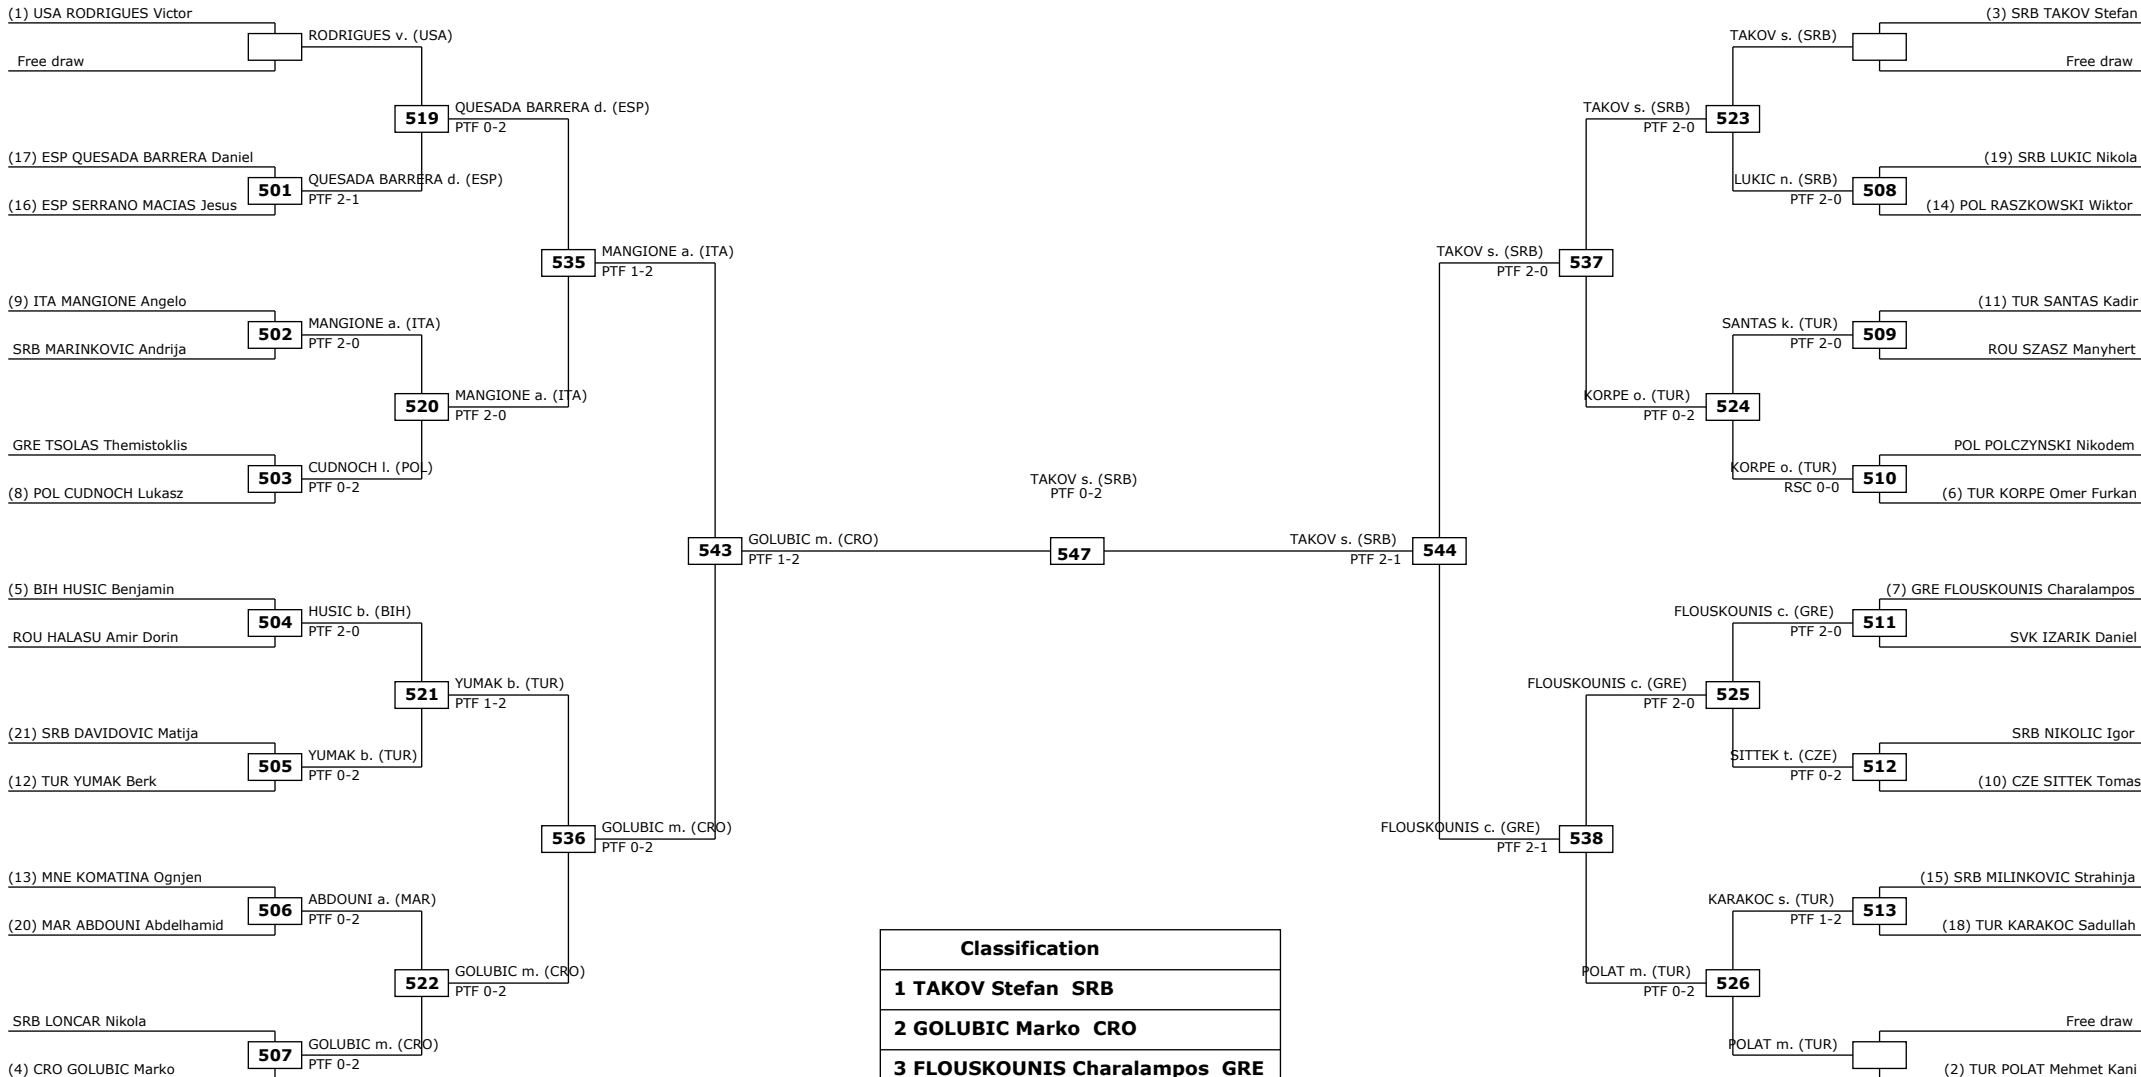 (1) USA RODRIGUES Victor
RODRIGUES v. (USA)
Free draw
519
QUESADA BARRERA d. (ESP)
PTF 0-2
(17) ESP QUESADA BARRERA Daniel
501
QUESADA BARRERA d. (ESP)
PTF 2-1
(16) ESP SERRANO MACIAS Jesus
535
MANGIONE a. (ITA)
PTF 1-2
(9) ITA MANGIONE Angelo
502
MANGIONE a. (ITA)
PTF 2-0
SRB MARINKOVIC Andrija
520
MANGIONE a. (ITA)
PTF 2-0
GRE TSOLAS Themistoklis
503
CUDNOCH l. (POL)
PTF 0-2
(8) POL CUDNOCH Lukasz
543
GOLUBIC m. (CRO)
PTF 1-2
(5) BIH HUSIC Benjamin
504
HUSIC b. (BIH)
PTF 2-0
ROU HALASU Amir Dorin
521
YUMAK b. (TUR)
PTF 1-2
(21) SRB DAVIDOVIC Matija
505
YUMAK b. (TUR)
PTF 0-2
(12) TUR YUMAK Berk
536
GOLUBIC m. (CRO)
PTF 0-2
(13) MNE KOMATINA Ognjen
506
ABDOUNI a. (MAR)
PTF 0-2
(20) MAR ABDOUNI Abdelhamid
522
GOLUBIC m. (CRO)
PTF 0-2
SRB LONCAR Nikola
507
GOLUBIC m. (CRO)
PTF 0-2
(4) CRO GOLUBIC Marko
TAKOV s. (SRB)
PTF 0-2
547
Classification
1 TAKOV Stefan SRB
2 GOLUBIC Marko CRO
3 FLOUSKOUNIS Charalampos GRE
(3) SRB TAKOV Stefan
TAKOV s. (SRB)
Free draw
TAKOV s. (SRB)
PTF 2-0
523
(19) SRB LUKIC Nikola
LUKIC n. (SRB)
PTF 2-0
508
(14) POL RASZKOWSKI Wiktor
TAKOV s. (SRB)
PTF 2-0
537
(11) TUR SANTAS Kadir
SANTAS k. (TUR)
PTF 2-0
509
ROU SZASZ Manyhert
KORPE o. (TUR)
PTF 0-2
524
POL POLCZYNSKI Nikodem
KORPE o. (TUR)
RSC 0-0
510
(6) TUR KORPE Omer Furkan
TAKOV s. (SRB)
PTF 2-1
544
(7) GRE FLOUSKOUNIS Charalampos
FLOUSKOUNIS c. (GRE)
PTF 2-0
511
SVK IZARIK Daniel
FLOUSKOUNIS c. (GRE)
PTF 2-0
525
SRB NIKOLIC Igor
SITTEK t. (CZE)
PTF 0-2
512
(10) CZE SITTEK Tomas
FLOUSKOUNIS c. (GRE)
PTF 2-1
538
(15) SRB MILINKOVIC Strahinja
KARAKOC s. (TUR)
PTF 1-2
513
(18) TUR KARAKOC Sadullah
POLAT m. (TUR)
PTF 0-2
526
Free draw
POLAT m. (TUR)
(2) TUR POLAT Mehmet Kani